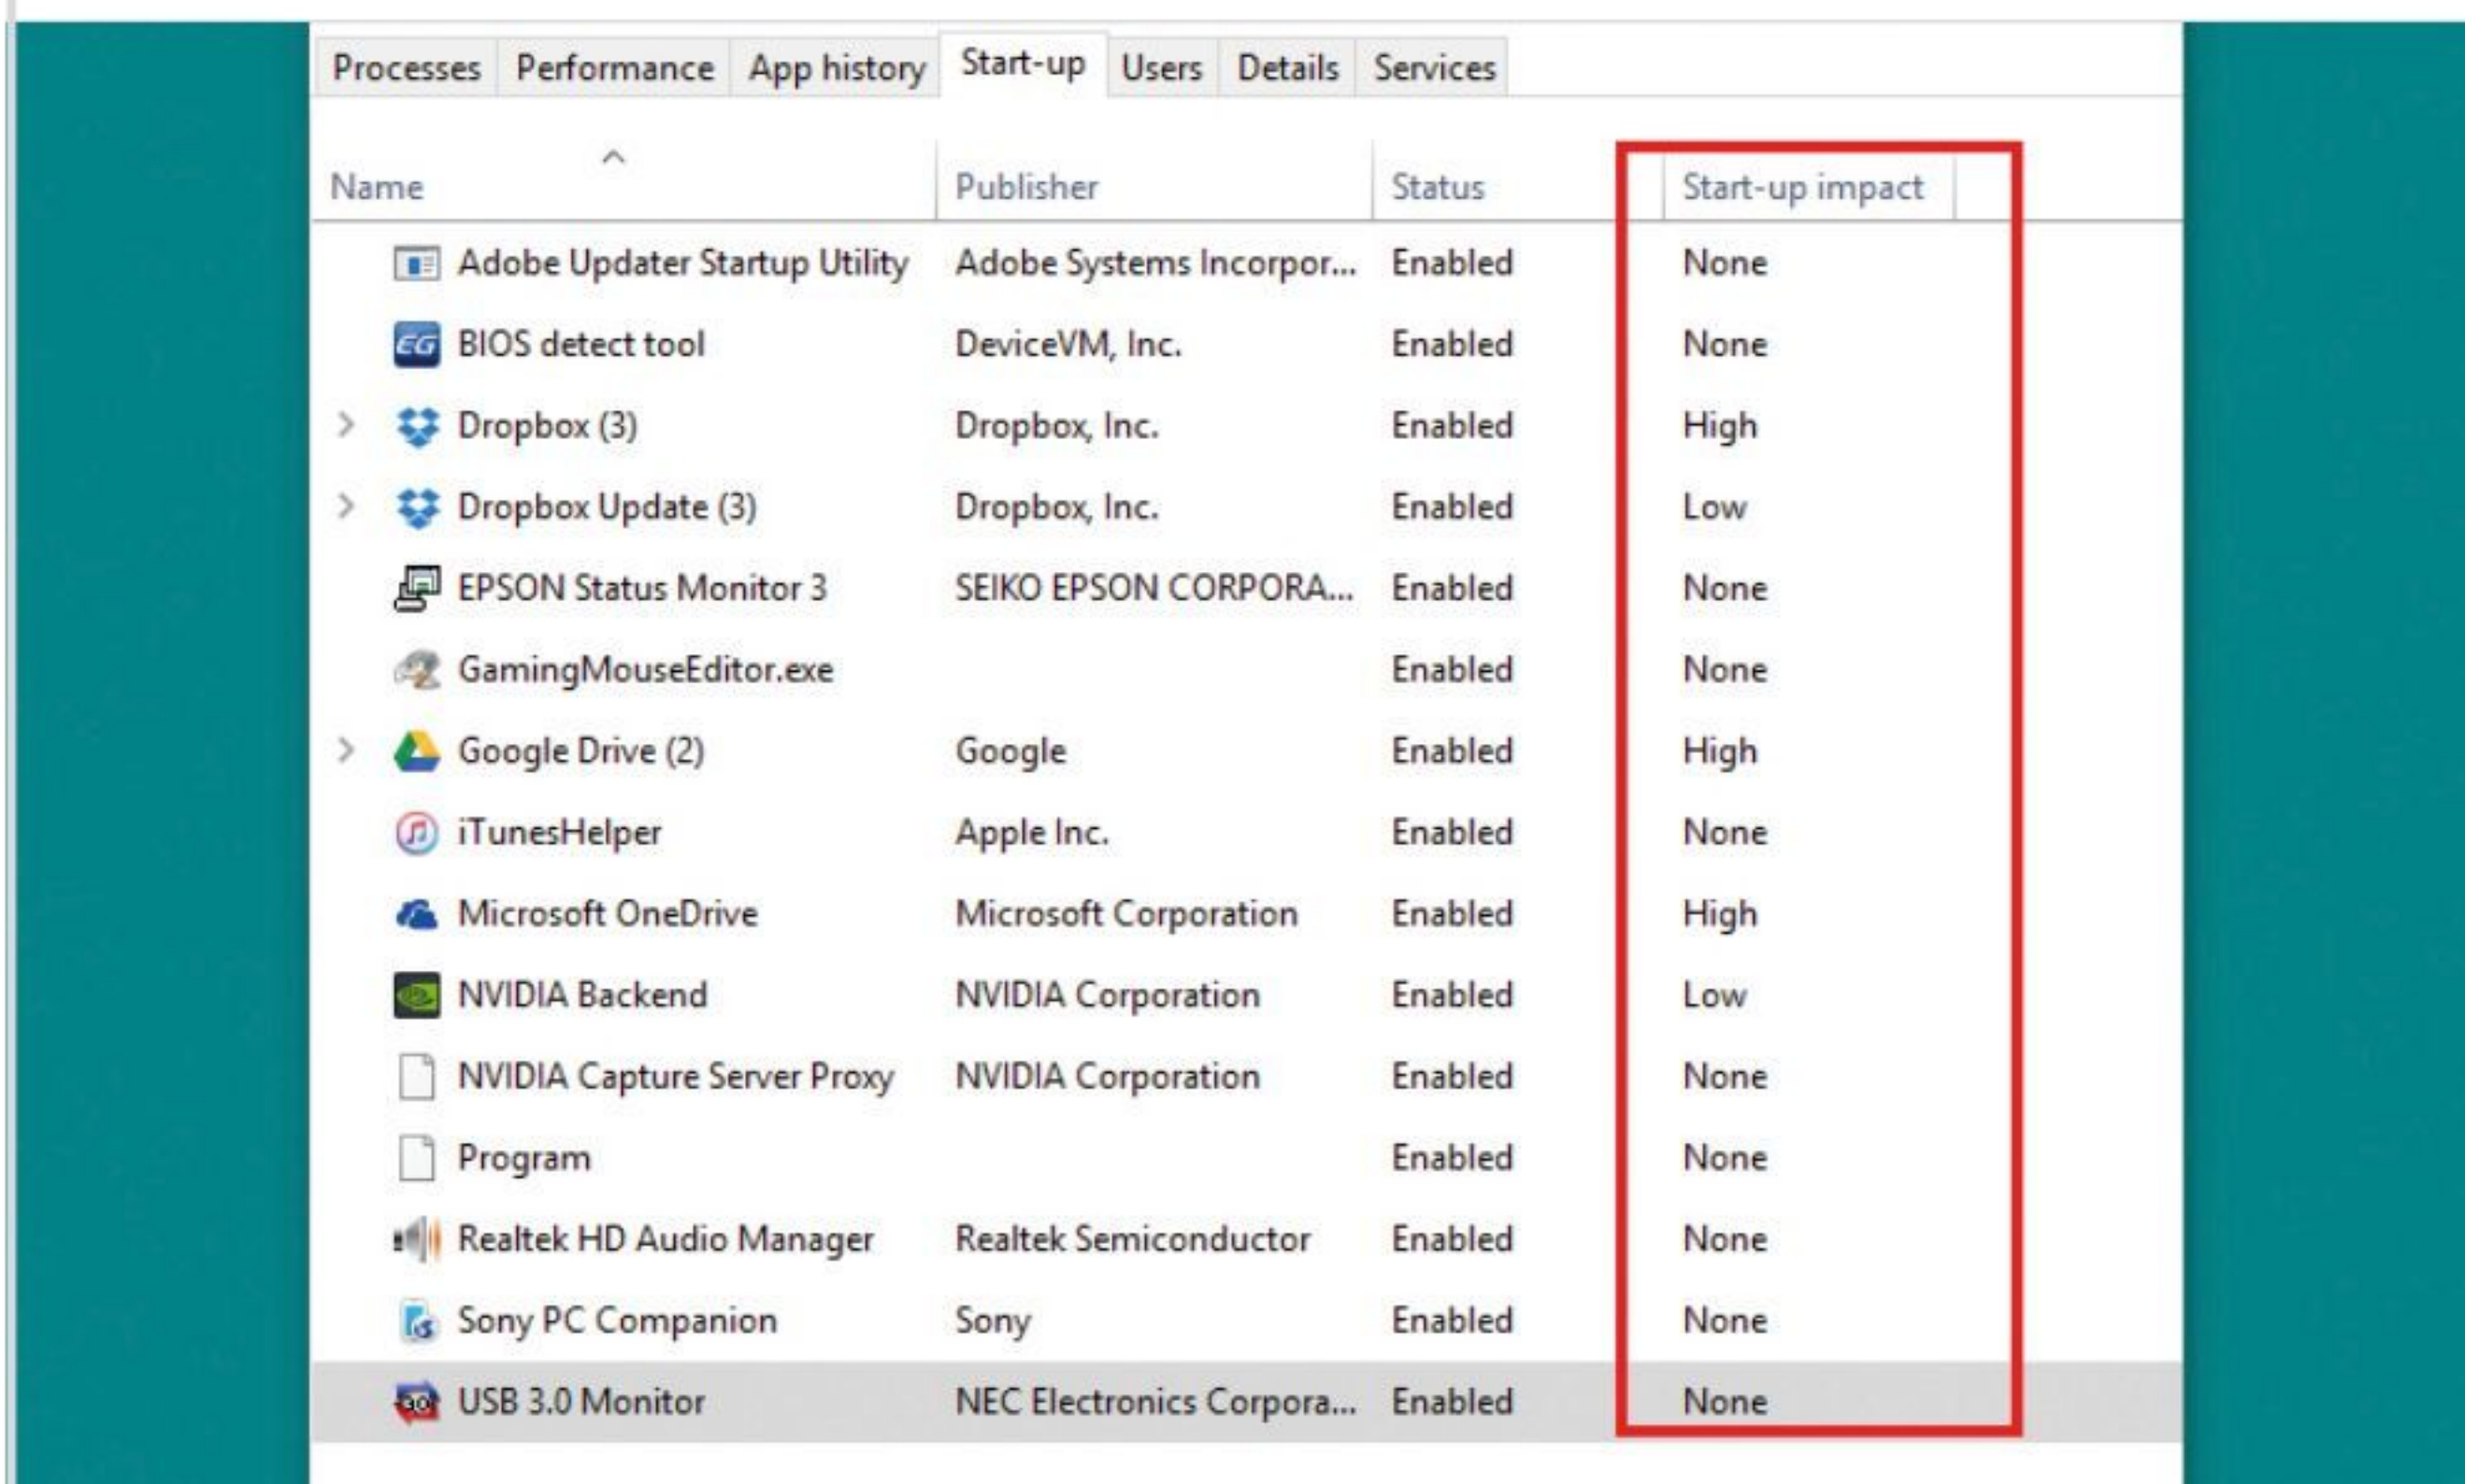 Processes Performance App history Start-up Users Details Services
Name Publisher Status Start-up impact
Adobe Updater Startup Utility Adobe Systems Incorpor... Enabled None
EG BIOS detect tool DeviceVM, Inc. Enabled None
Dropbox (3) Dropbox, Inc. Enabled High
Dropbox Update (3) Dropbox, Inc. Enabled Low
EPSON Status Monitor 3 SEIKO EPSON CORPORA... Enabled None
GamingMouseEditor.exe Enabled None
Google Drive (2) Google Enabled High
iTunesHelper Apple Inc. Enabled None
Microsoft OneDrive Microsoft Corporation Enabled High
NVIDIA Backend NVIDIA Corporation Enabled Low
NVIDIA Capture Server Proxy NVIDIA Corporation Enabled None
Program Enabled None
Realtek HD Audio Manager Realtek Semiconductor Enabled None
Sony PC Companion Sony Enabled None
3.0 USB 3.0 Monitor NEC Electronics Corpora... Enabled None